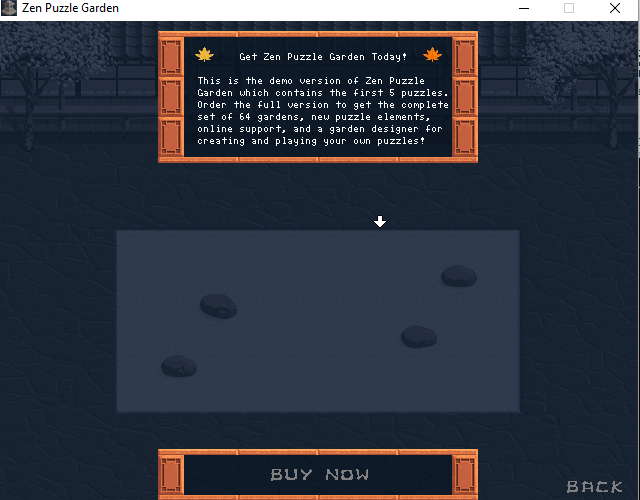 Zen Puzzle Garden
Get Zen Puzzle Garden Today!
This is the demo version of Zen Puzzle
Garden which contains the first 5 puzzles.
Order the full version to get the complete
set of 64 gardens, new puzzle elements,
online support, and a garden designer for
creating and playing your own puzzles!
BUY NOW
BACK